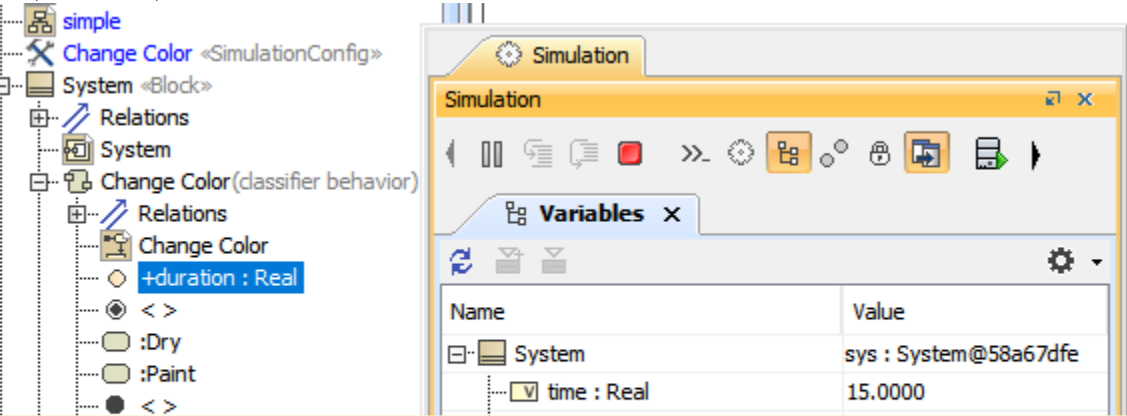 simple
Change Color «SimulationConfig»
System «Block»
Relations
System
Change Color(classifier behavior)
Relations
Change Color
+duration : Real
< >
:Dry
:Paint
< >
Simulation
Simulation
Variables
Name Value
System sys : System@58a67dfe
V time : Real 15.0000